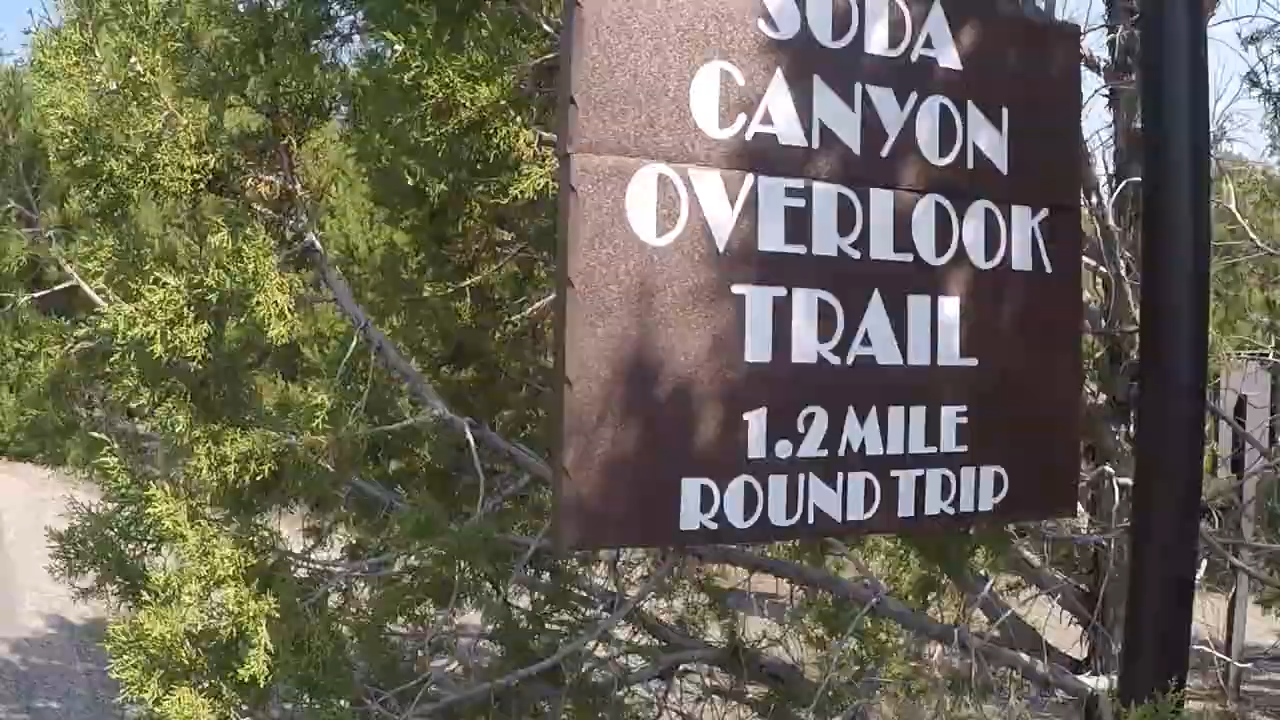 SODA
CANYON
OVERLOOK
TRAIL
1.2 MILE
ROUND TRIP